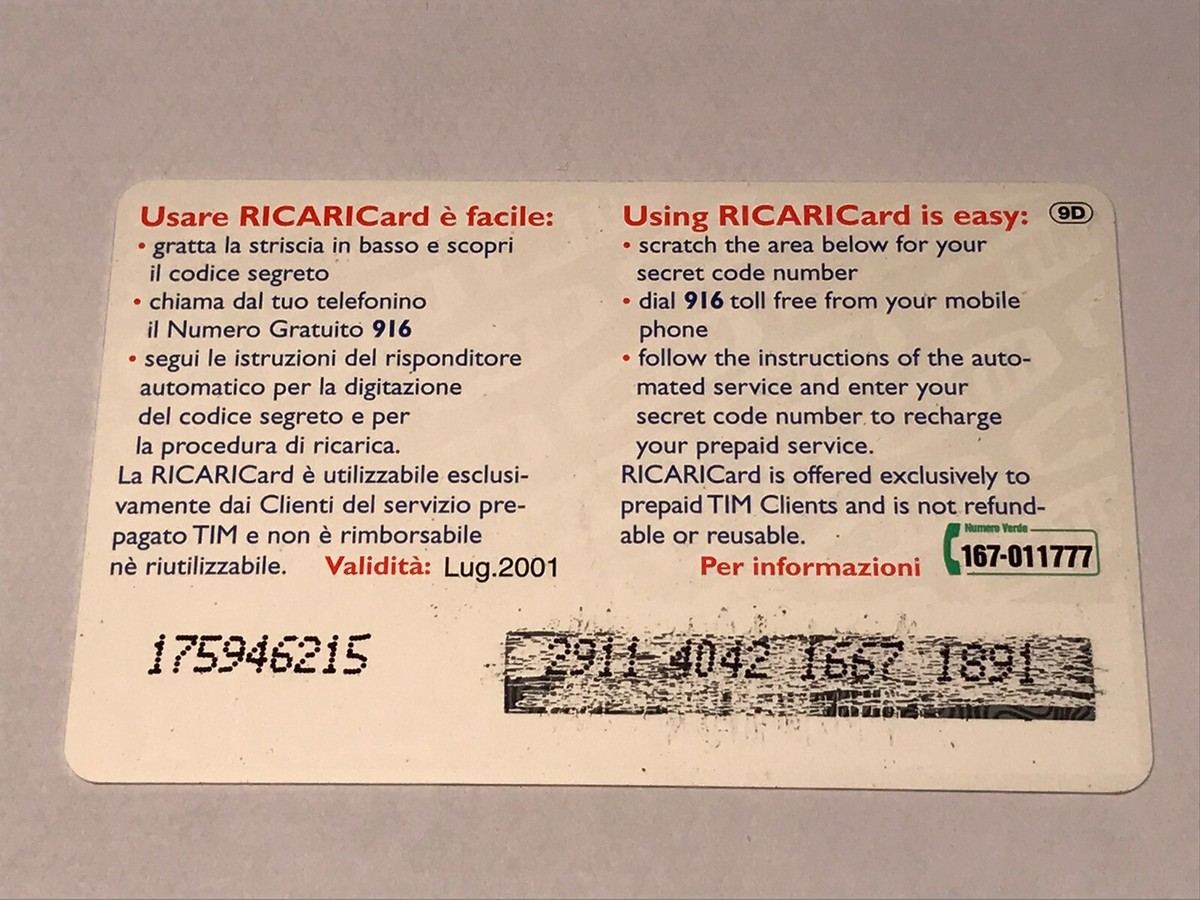 Usare RICARICard è facile:
• gratta la striscia in basso e scopri
il codice segreto
• chiama dal tuo telefonino
il Numero Gratuito 916
• segui le istruzioni del risponditore
automatico per la digitazione
del codice segreto e per
la procedura di ricarica.
La RICARICard è utilizzabile esclusi-
vamente dai Clienti del servizio pre-
pagato TIM e non è rimborsabile
nè riutilizzabile. Validità: Lug.2001
Using RICARICard is easy: 9D
• scratch the area below for your
secret code number
• dial 916 toll free from your mobile
phone
• follow the instructions of the auto-
mated service and enter your
secret code number to recharge
your prepaid service.
RICARICard is offered exclusively to
prepaid TIM Clients and is not refund-
able or reusable.
Numero Verde
Per informazioni 167-011777
175946215
2911 4042 1667 1891